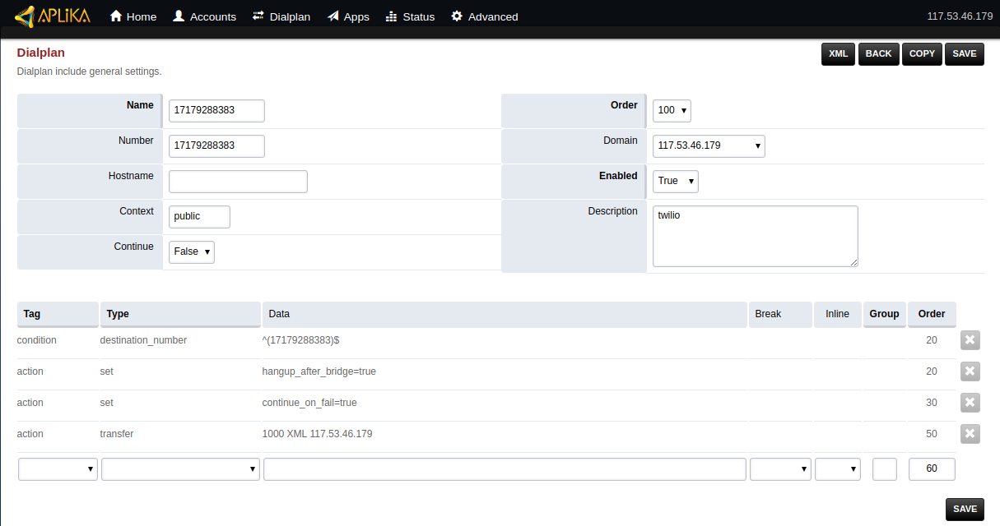 APLIKA Home Accounts Dialplan Apps Status Advanced 117.53.46.179
Dialplan XML BACK COPY SAVE
Dialplan include general settings.
Name 17179288383 Order 100
Number 17179288383 Domain 117.53.46.179
Hostname Enabled True
Context public Description twilio
Continue False
Tag Type Data Break Inline Group Order
condition destination_number ^(17179288383)$ 20
action set hangup_after_bridge=true 20
action set continue_on_fail=true 30
action transfer 1000 XML 117.53.46.179 50
60
SAVE